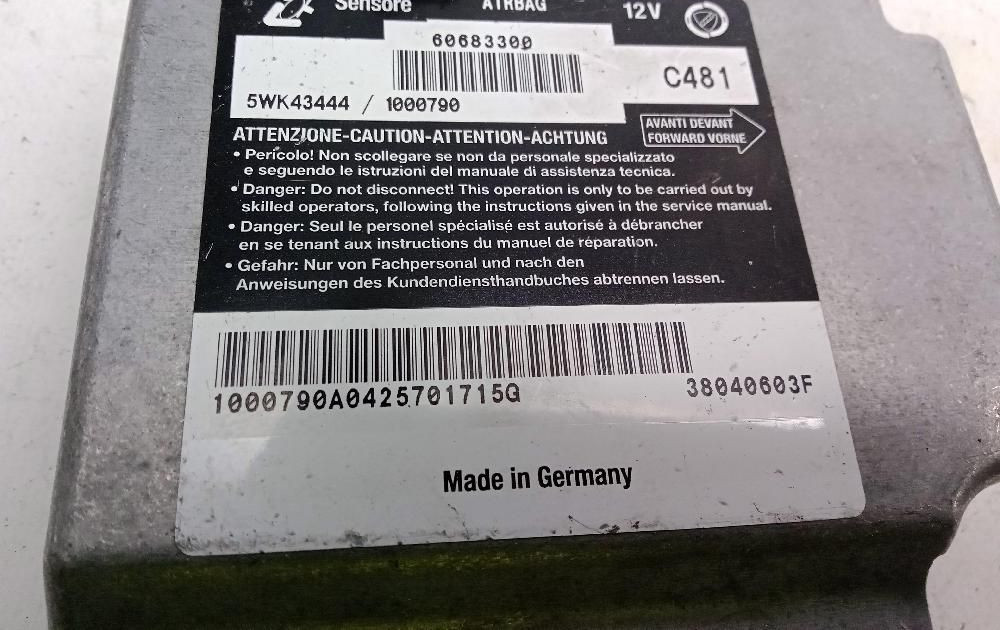 Sensore AIRBAG 12V
60683300
C481
5WK43444 / 1000790
AVANTI DEVANT
FORWARD VORNE
ATTENZIONE-CAUTION-ATTENTION-ACHTUNG
• Pericolo! Non scollegare se non da personale specializzato
e seguendo le istruzioni del manuale di assistenza tecnica.
• Danger: Do not disconnect! This operation is only to be carried out by
skilled operators, following the instructions given in the service manual.
• Danger: Seul le personel spécialisé est autorisé à débrancher
en se tenant aux instructions du manuel de réparation.
• Gefahr: Nur von Fachpersonal und nach den
Anweisungen des Kundendiensthandbuches abtrennen lassen.
1000790A0425701715G
38040603F
Made in Germany